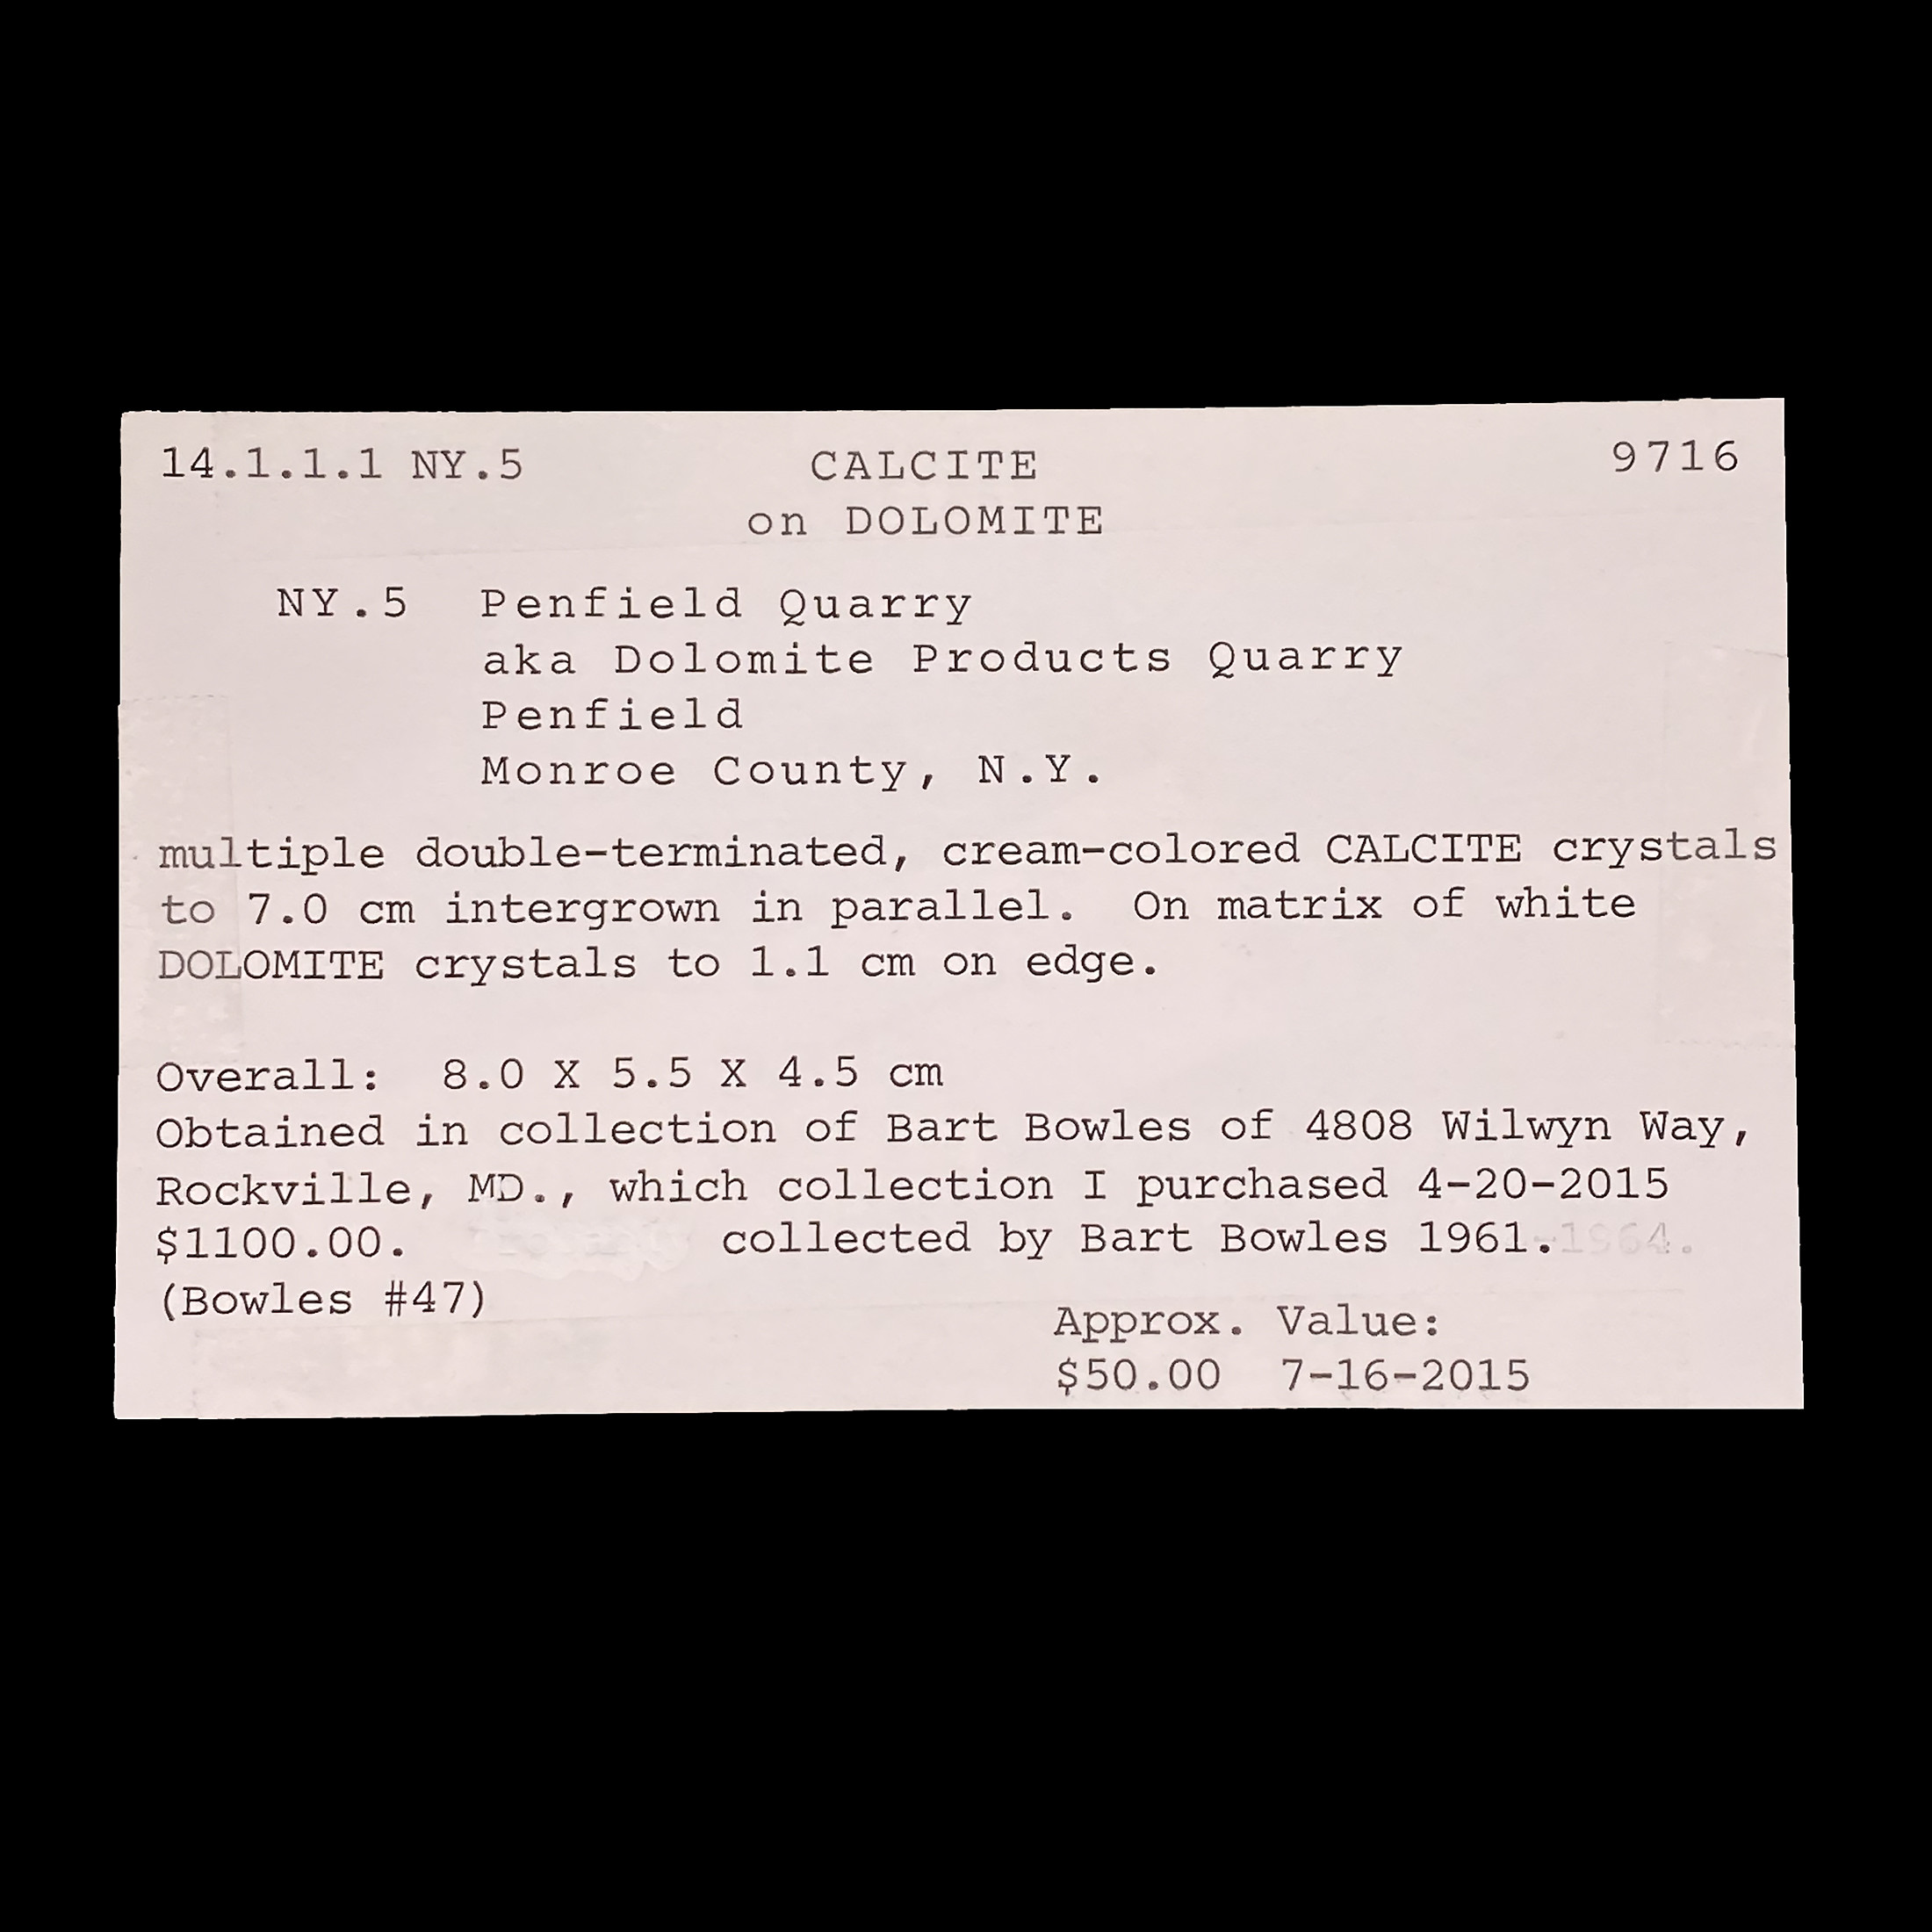 14.1.1.1 NY.5 CALCITE 9716
on DOLOMITE
NY.5 Penfield Quarry
aka Dolomite Products Quarry
Penfield
Monroe County, N.Y.
multiple double-terminated, cream-colored CALCITE crystals
to 7.0 cm intergrown in parallel. On matrix of white
DOLOMITE crystals to 1.1 cm on edge.
Overall: 8.0 X 5.5 X 4.5 cm
Obtained in collection of Bart Bowles of 4808 Wilwyn Way,
Rockville, MD., which collection I purchased 4-20-2015
$1100.00. collected by Bart Bowles 1961.-1964.
(Bowles #47)
Approx. Value:
$50.00 7-16-2015